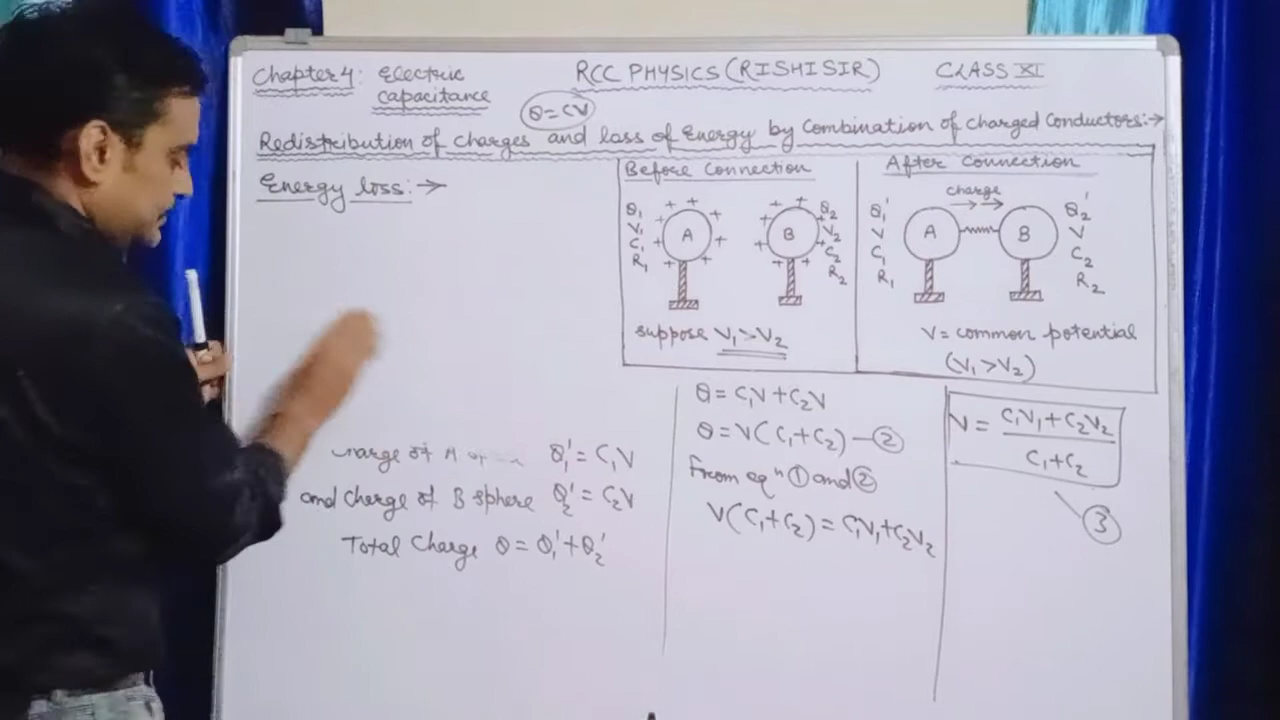 Chapter 4: Electric
capacitance
RCC PHYSICS (RISHI SIR)
CLASS XI
Q=CV
Redistribution of charges and loss of Energy by Combination of Charged Conductors:→
Energy loss:→
Before Connection
Q₁
V₁
C₁
R₁
A
B
Q₂
V₂
C₂
R₂
suppose V₁>V₂
After Connection
charge
Q₁'
V
C₁
R₁
A
B
Q₂'
V
C₂
R₂
V = common potential
(V₁>V₂)
of A Q₁' = C₁V
and Charge of B sphere Q₂' = C₂V
Total Charge Q = Q₁'+Q₂'
Q = C₁V + C₂V
Q = V(C₁+C₂) — ②
From eqⁿ ① and ②
V(C₁+C₂) = C₁V₁+C₂V₂
V = C₁V₁+C₂V₂
C₁+C₂
③